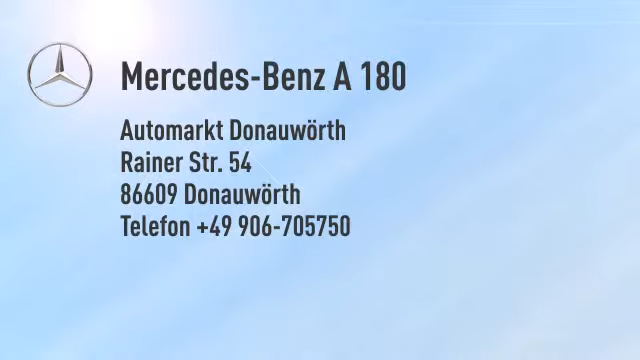 Mercedes-Benz A 180
Automarkt Donauwörth
Rainer Str. 54
86609 Donauwörth
Telefon +49 906-705750